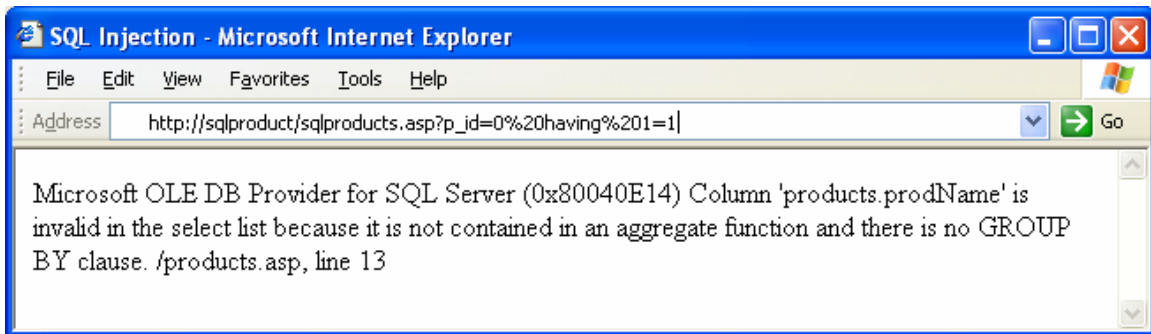 SQL Injection - Microsoft Internet Explorer
File Edit View Favorites Tools Help
Address http://sqlproduct/sqlproducts.asp?p_id=0%20having%201=1 Go
Microsoft OLE DB Provider for SQL Server (0x80040E14) Column 'products.prodName' is
invalid in the select list because it is not contained in an aggregate function and there is no GROUP
BY clause. /products.asp, line 13